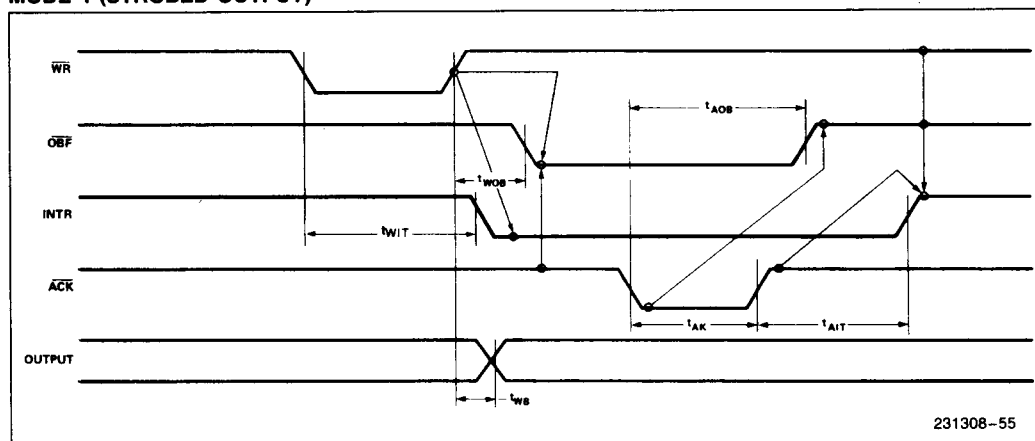 MODE 1 (STROBED OUTPUT)
WR
tAOB
OBF
tWOB
INTR
tWIT
ACK
tAK
tAIT
OUTPUT
tWB
231308-55